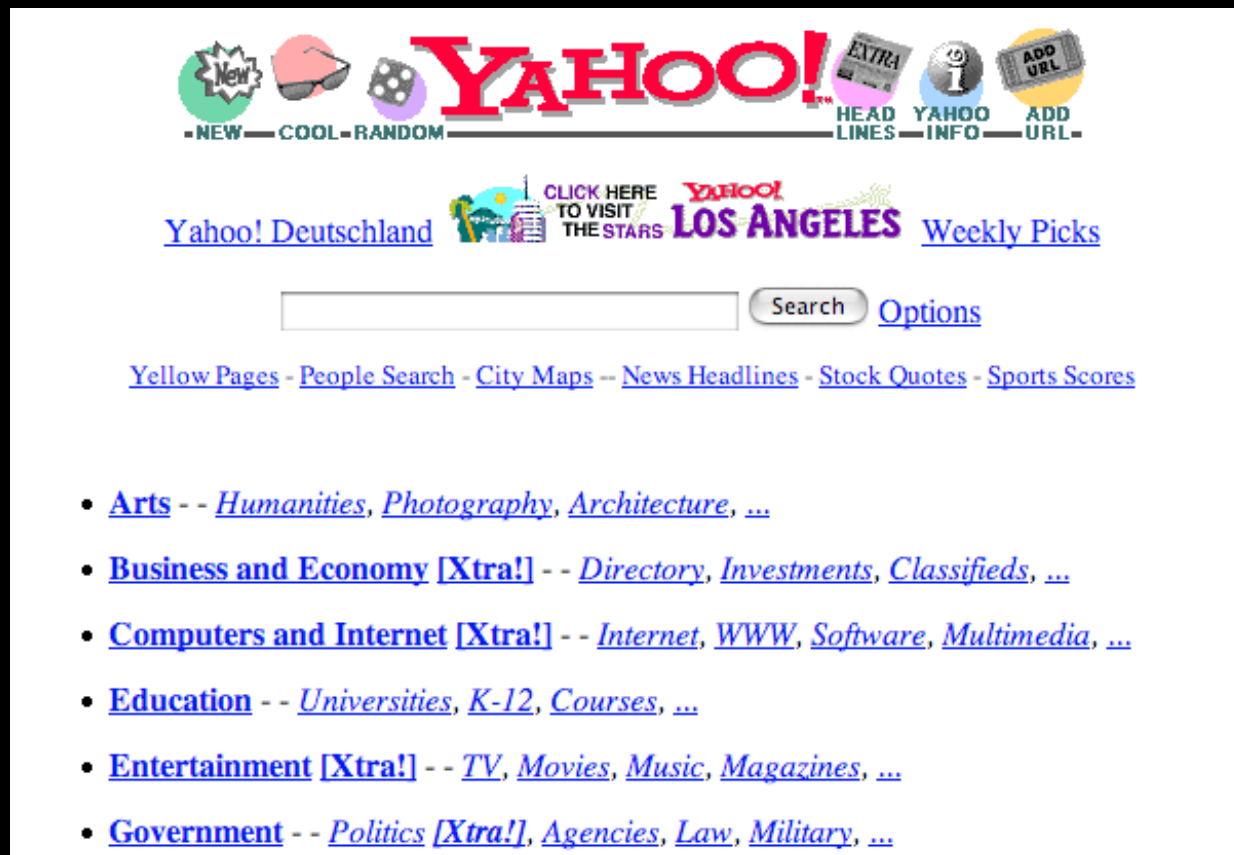 New EXTRA i ADD URL
YAHOO!™
NEW COOL RANDOM HEAD LINES YAHOO INFO ADD URL
Yahoo! Deutschland CLICK HERE TO VISIT THE STARS YAHOO! LOS ANGELES Weekly Picks
Search Options
Yellow Pages - People Search - City Maps -- News Headlines - Stock Quotes - Sports Scores
• Arts - - Humanities, Photography, Architecture, ...
• Business and Economy [Xtra!] - - Directory, Investments, Classifieds, ...
• Computers and Internet [Xtra!] - - Internet, WWW, Software, Multimedia, ...
• Education - - Universities, K-12, Courses, ...
• Entertainment [Xtra!] - - TV, Movies, Music, Magazines, ...
• Government - - Politics [Xtra!], Agencies, Law, Military, ...